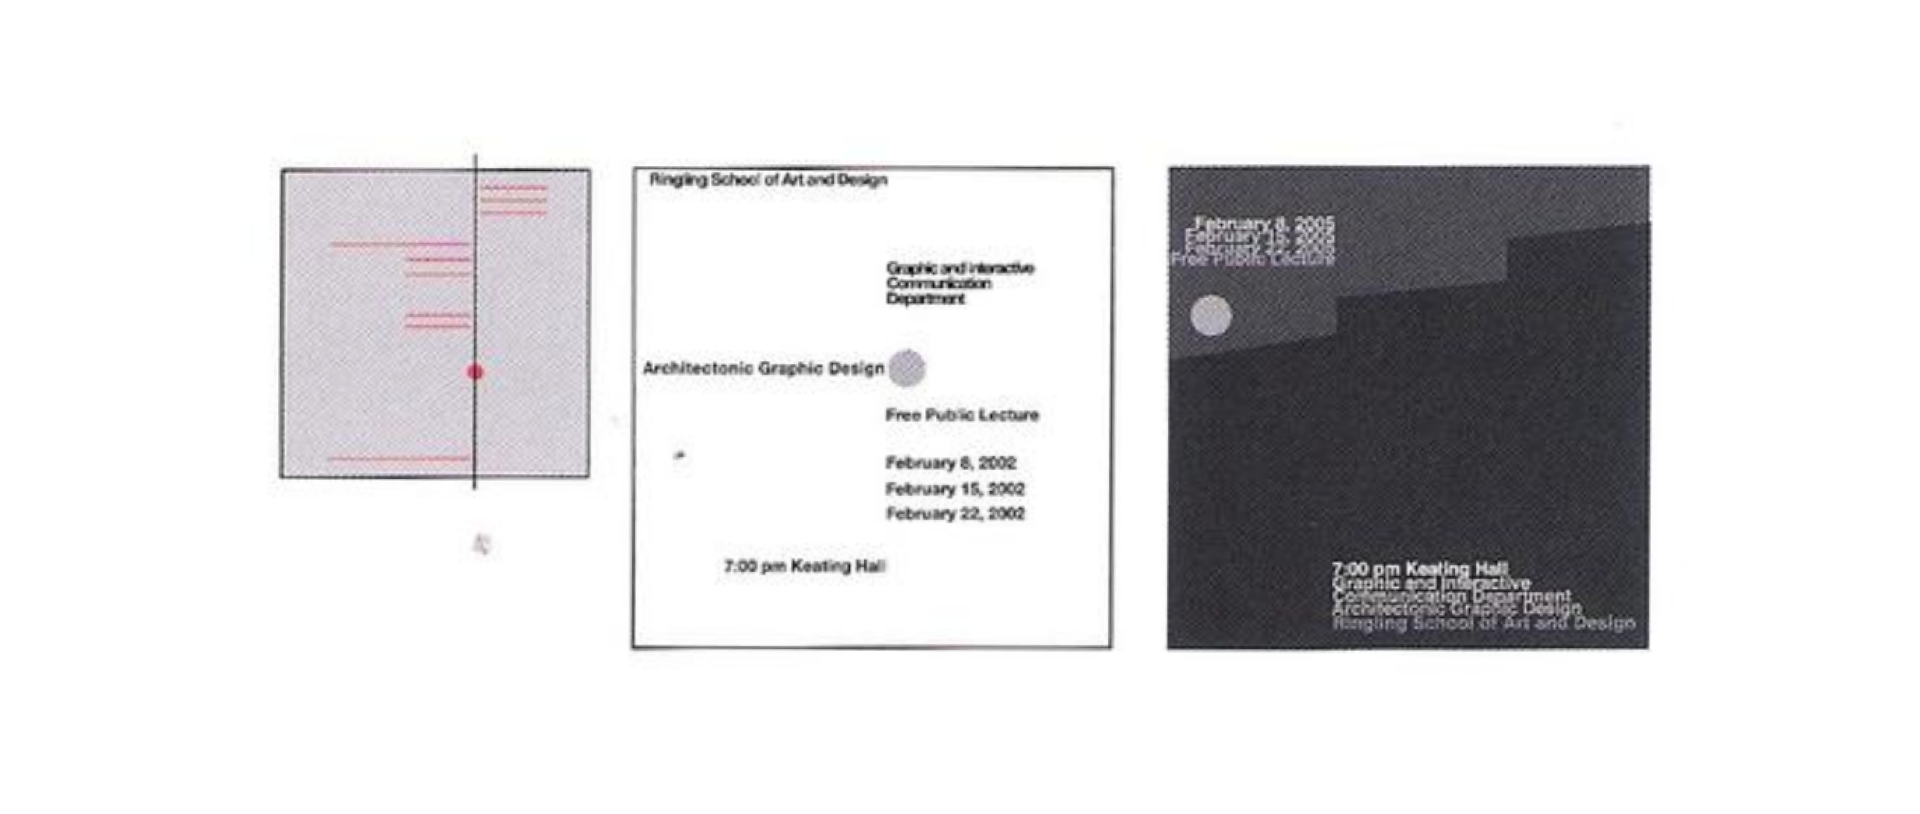 Ringling School of Art and Design
Graphic and Interactive
Communication
Department
Architectonic Graphic Design
Free Public Lecture
February 8, 2002
February 15, 2002
February 22, 2002
7:00 pm Keating Hall
February 8, 2005
February 15, 2005
February 22, 2005
Free Public Lecture
7:00 pm Keating Hall
Graphic and Interactive
Communication Department
Architectonic Graphic Design
Ringling School of Art and Design